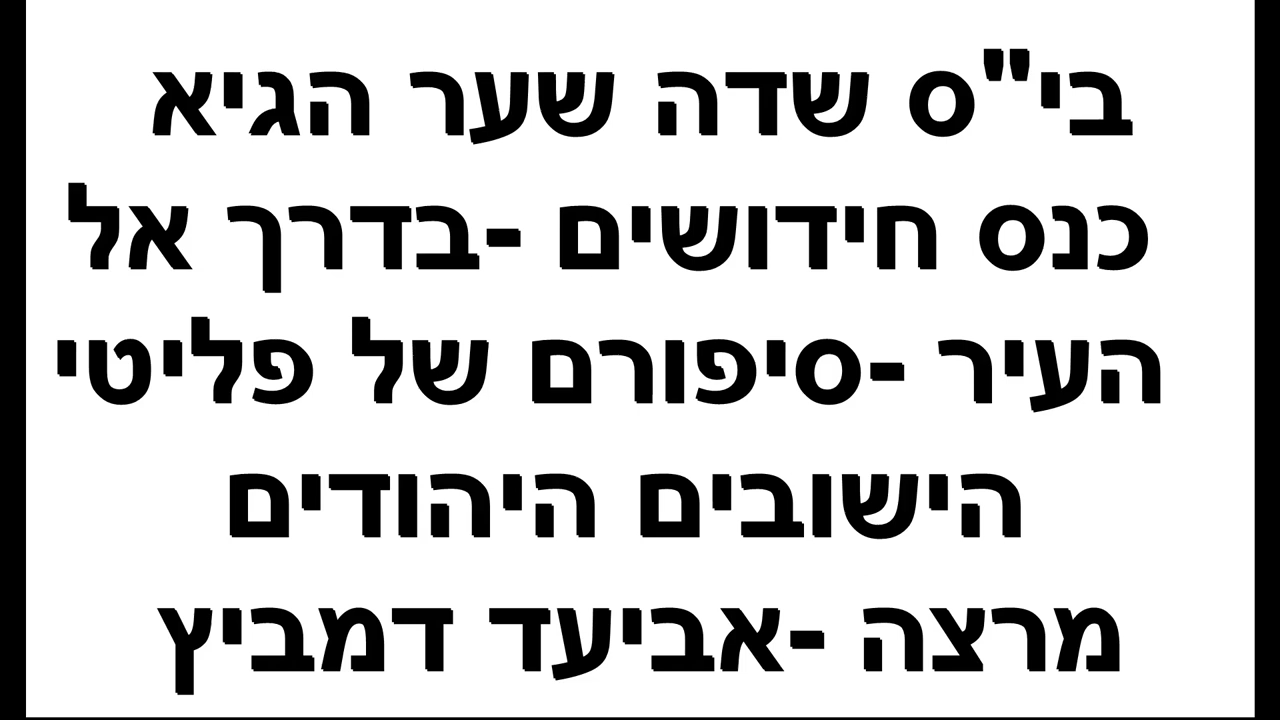 בי"ס שדה שער הגיא
כנס חידושים -בדרך אל
העיר -סיפורם של פליטי
הישובים היהודים
מרצה -אביעד דמביץ